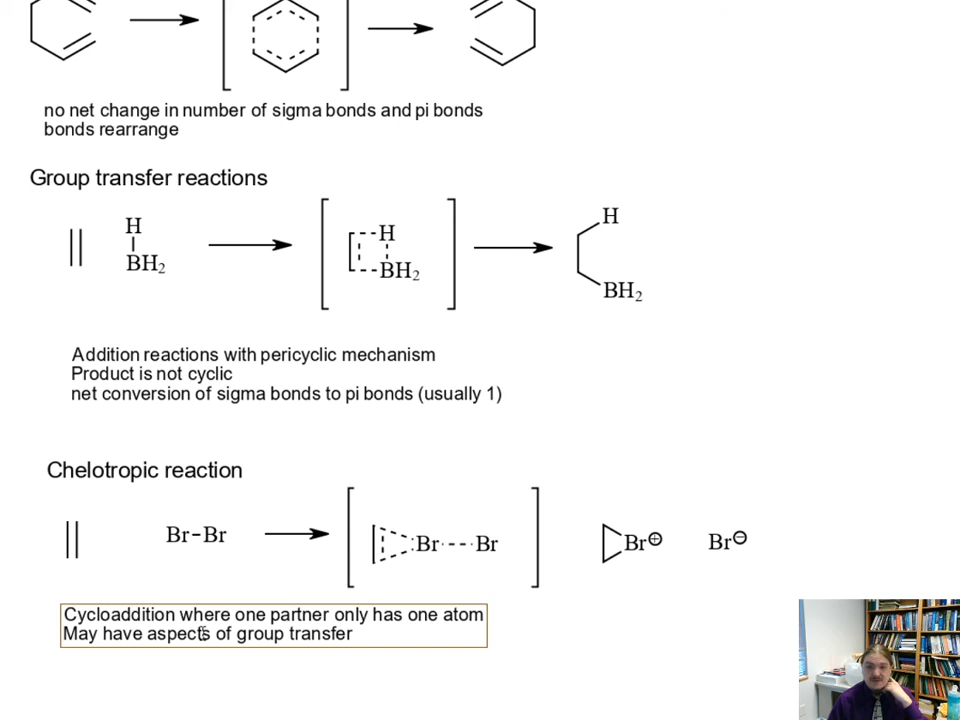 no net change in number of sigma bonds and pi bonds
bonds rearrange
Group transfer reactions
H
BH2
H
BH2
H
BH2
Addition reactions with pericyclic mechanism
Product is not cyclic
net conversion of sigma bonds to pi bonds (usually 1)
Chelotropic reaction
Br-Br
Br
Br
Br⊕
Br⊖
Cycloaddition where one partner only has one atom
May have aspects of group transfer